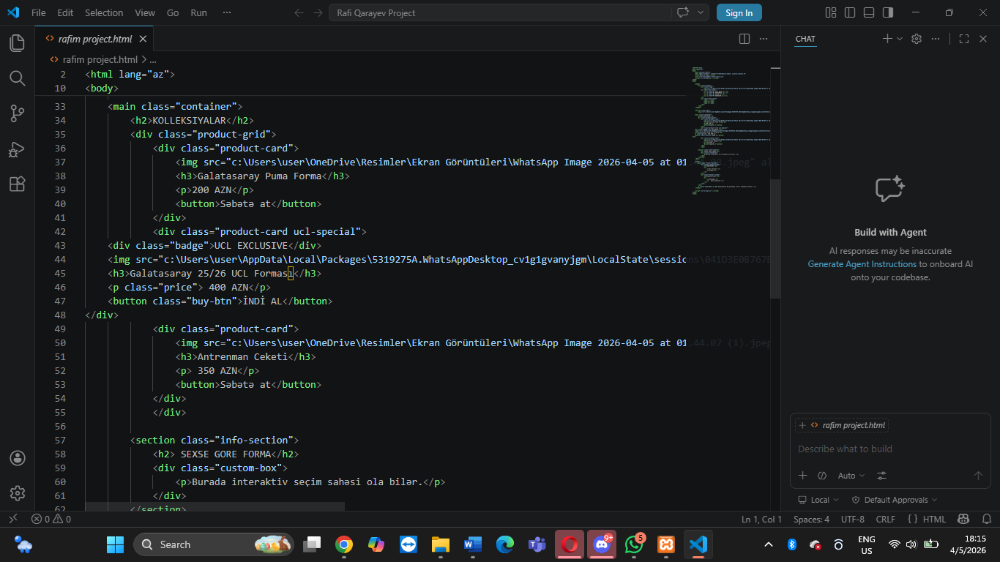 File Edit Selection View Go Run ···
Rafi Qarayev Project
Sign In
rafim project.html
rafim project.html > ...
2 <html lang="az">
10 <body>
33 <main class="container">
34 <h2>KOLLEKSIYALAR</h2>
35 <div class="product-grid">
36 <div class="product-card">
37 <img src="c:\Users\user\OneDrive\Resimler\Ekran Görüntüleri\WhatsApp Image 2026-04-05 at 01
38 <h3>Galatasaray Puma Forma</h3>
39 <p>200 AZN</p>
40 <button>Səbətə at</button>
41 </div>
42 <div class="product-card ucl-special">
43 <div class="badge">UCL EXCLUSIVE</div>
44 <img src="c:\Users\user\AppData\Local\Packages\5319275A.WhatsAppDesktop_cv1g1gvanyjgm\LocalState\sessions\041D3E0B767E
45 <h3>Galatasaray 25/26 UCL Forması</h3>
46 <p class="price"> 400 AZN</p>
47 <button class="buy-btn">İNDİ AL</button>
48 </div>
49 <div class="product-card">
50 <img src="c:\Users\user\OneDrive\Resimler\Ekran Görüntüleri\WhatsApp Image 2026-04-05 at 01.44.07 (1).jpeg
51 <h3>Antrenman Ceketi</h3>
52 <p> 350 AZN</p>
53 <button>Səbətə at</button>
54 </div>
55 </div>
56
57 <section class="info-section">
58 <h2> SEXSE GORE FORMA</h2>
59 <div class="custom-box">
60 <p>Burada interaktiv seçim sahəsi ola bilər.</p>
61 </div>
62 </section>
CHAT
Build with Agent
AI responses may be inaccurate
Generate Agent Instructions to onboard AI
onto your codebase.
rafim project.html
Describe what to build
Auto
Local Default Approvals
0 0
Ln 1, Col 1 Spaces: 4 UTF-8 CRLF { } HTML
Search
9+
5
ENG
US
18:15
4/5/2026